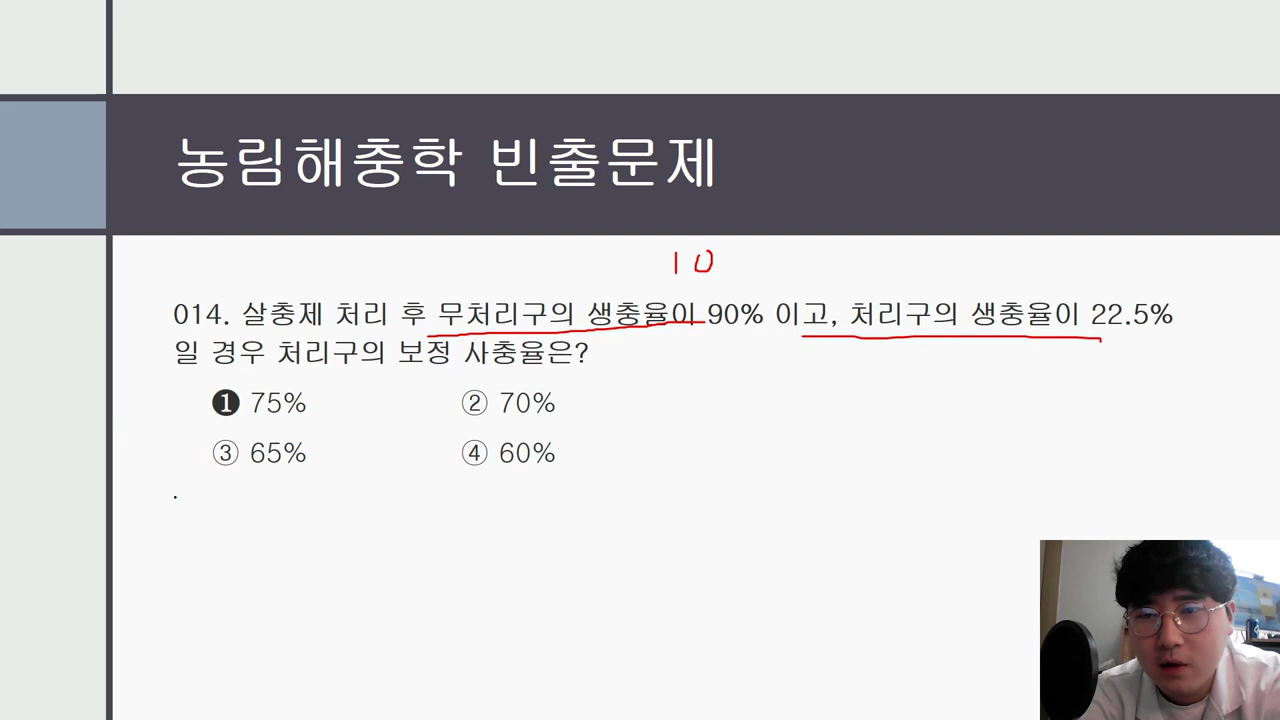 농림해충학 빈출문제
10
014. 살충제 처리 후 무처리구의 생충율이 90% 이고, 처리구의 생충율이 22.5%
일 경우 처리구의 보정 사충율은?
❶ 75% ② 70%
③ 65% ④ 60%
.